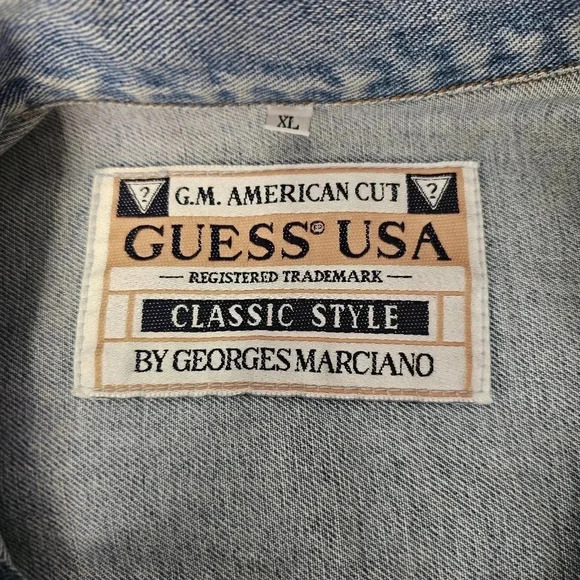 XL
? G.M. AMERICAN CUT ?
GUESS® USA
REGISTERED TRADEMARK
CLASSIC STYLE
BY GEORGES MARCIANO